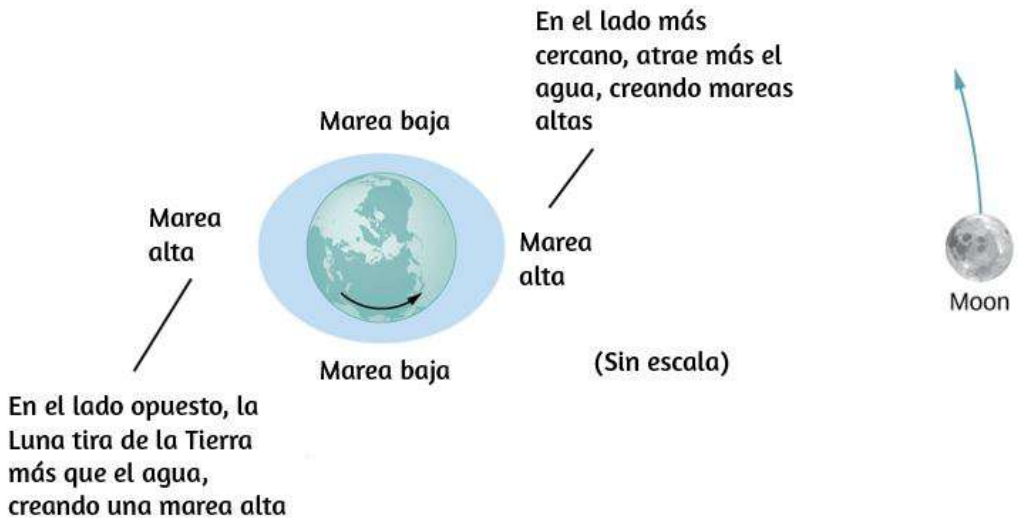 En el lado más
cercano, atrae más el
agua, creando mareas
altas
Marea baja
Marea
alta
Marea
alta
Moon
Marea baja
(Sin escala)
En el lado opuesto, la
Luna tira de la Tierra
más que el agua,
creando una marea alta